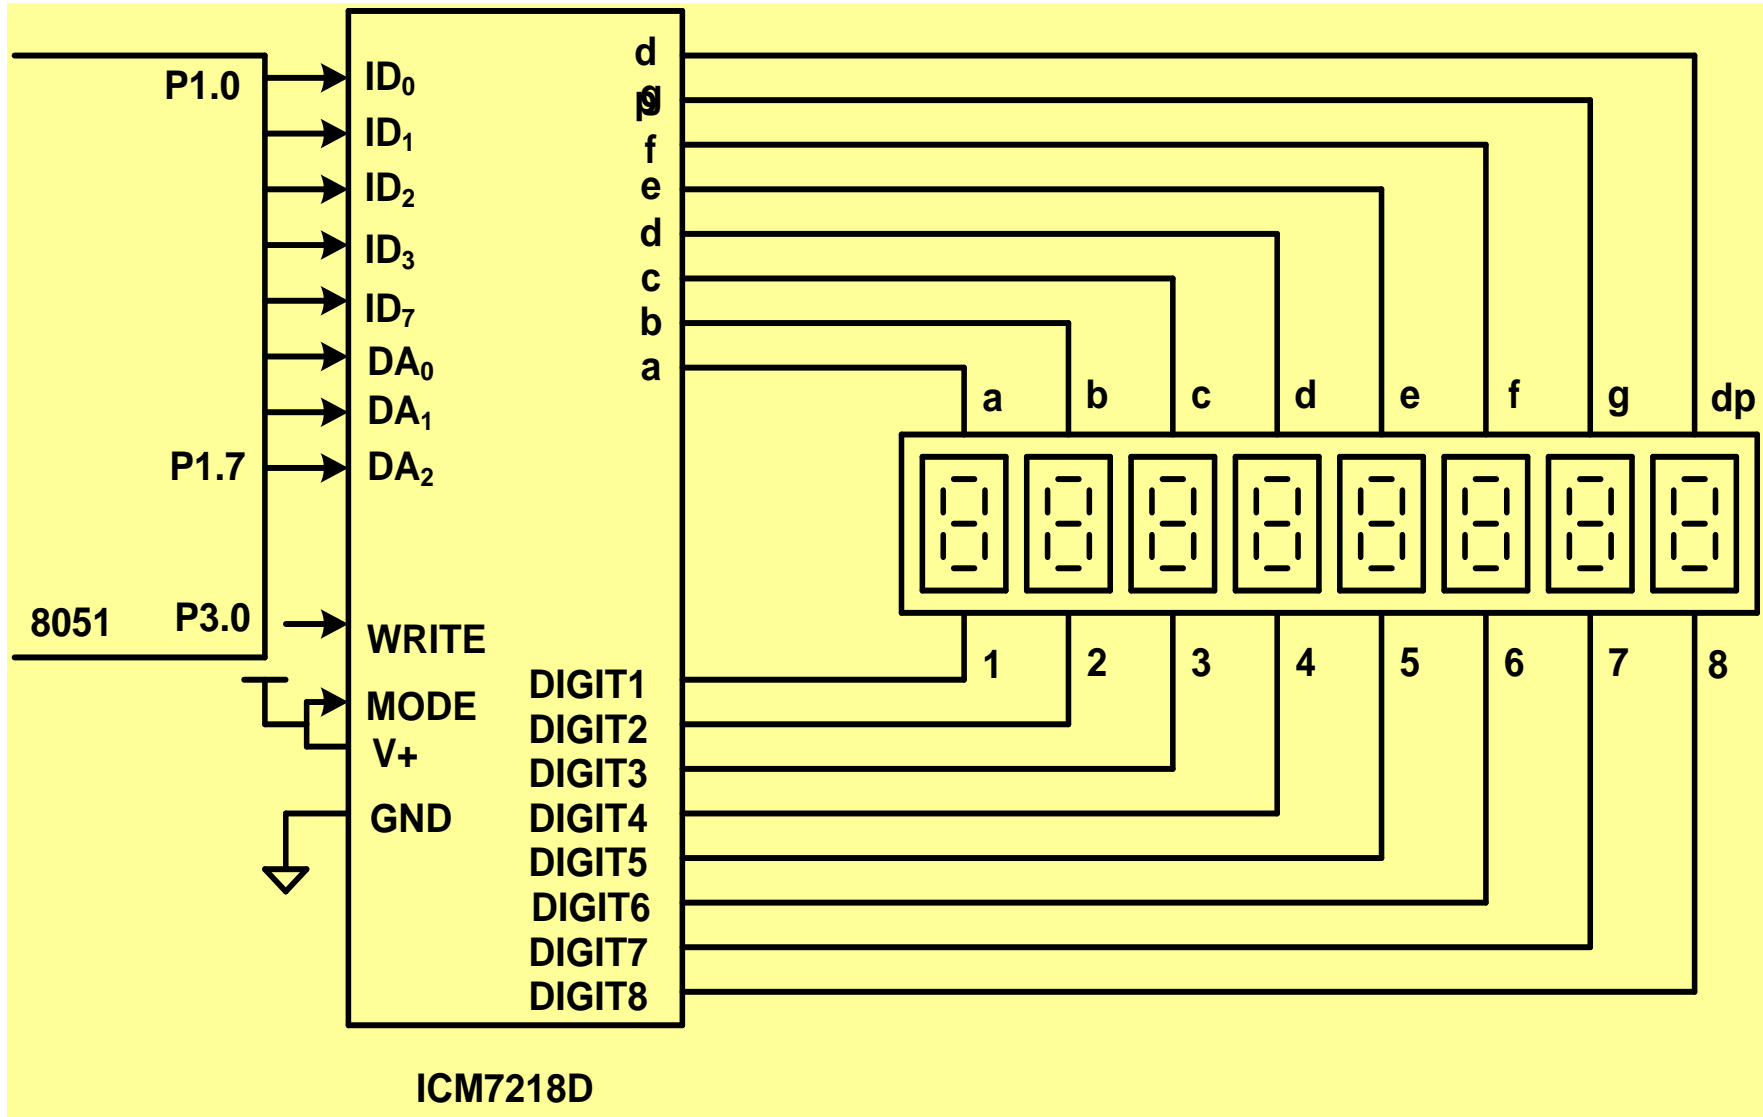 P1.0
P1.7
P3.0
8051
ID0
ID1
ID2
ID3
ID7
DA0
DA1
DA2
WRITE
MODE
V+
GND
d
p
g
f
e
d
c
b
a
DIGIT1
DIGIT2
DIGIT3
DIGIT4
DIGIT5
DIGIT6
DIGIT7
DIGIT8
a b c d e f g dp
1 2 3 4 5 6 7 8
ICM7218D